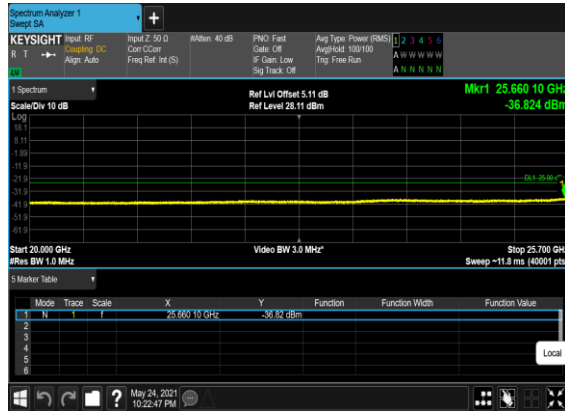 Spectrum Analyzer 1
Swept SA
+
KEYSIGHT Input: RF Input Z: 50 Ω #Atten: 40 dB PNO: Fast Avg Type: Power (RMS) 1 2 3 4 5 6
R T Coupling: DC Corr CCorr Gate: Off Avg|Hold: 100/100 A W W W W W
Align: Auto Freq Ref: Int (S) IF Gain: Low Trig: Free Run
LW Sig Track: Off A N N N N N
1 Spectrum Ref Lvl Offset 5.11 dB Mkr1 25.660 10 GHz
Scale/Div 10 dB Ref Level 28.11 dBm -36.824 dBm
Log
18.1
8.11
-1.89
-11.9
-21.9 DL1 -25.00
-31.9
-41.9
-51.9
-61.9
Start 20.000 GHz Video BW 3.0 MHz* Stop 25.700 GH
#Res BW 1.0 MHz Sweep ~11.8 ms (40001 pts
5 Marker Table
Mode Trace Scale X Y Function Function Width Function Value
1 N 1 f 25.660 10 GHz -36.82 dBm
2
3
4
5
6
Local
? May 24, 2021
10:22:47 PM